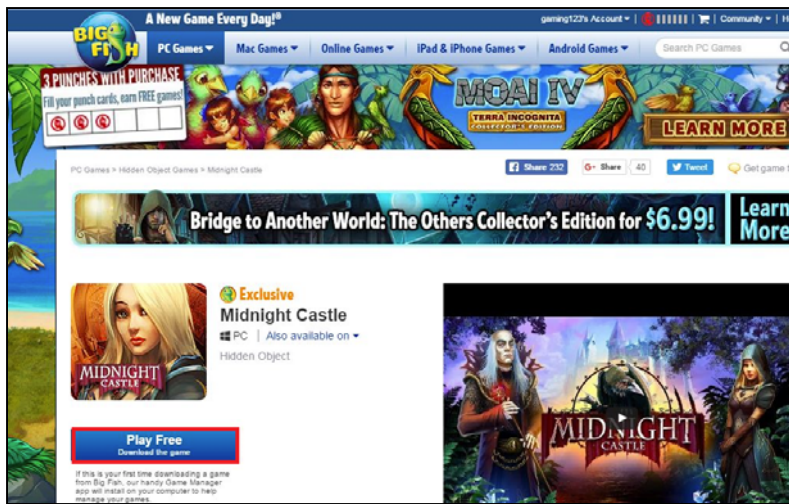 A New Game Every Day!®
gaming123's Account
Community
BIG FISH
PC Games
Mac Games
Online Games
iPad & iPhone Games
Android Games
Search PC Games
3 PUNCHES WITH PURCHASE
Fill your punch cards, earn FREE games!
MOAI IV
TERRA INCOGNITA
COLLECTOR'S EDITION
LEARN MORE
PC Games > Hidden Object Games > Midnight Castle
Share 232
G+ Share 40
Tweet
Get game
Bridge to Another World: The Others Collector's Edition for $6.99!
Learn
More
Exclusive
Midnight Castle
PC | Also available on
Hidden Object
MIDNIGHT
CASTLE
MIDNIGHT
CASTLE
Play Free
Download the game
If this is your first time downloading a game
from Big Fish, our handy Game Manager
app will install on your computer to help
manage your games.